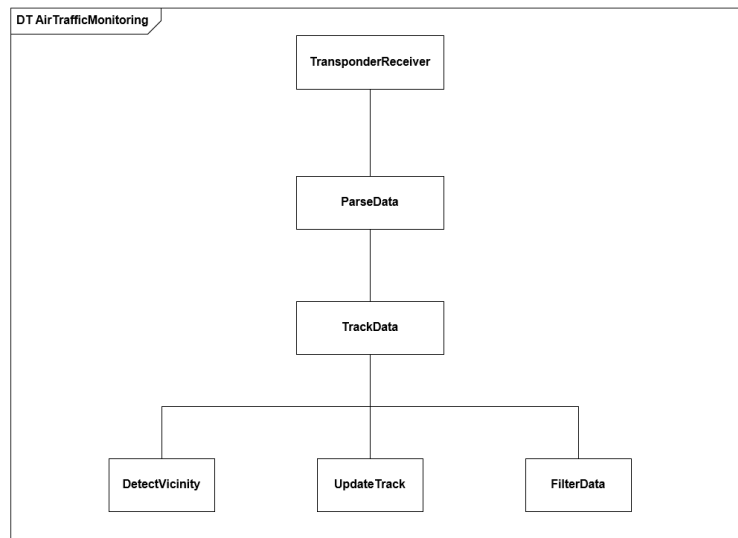 DT AirTrafficMonitoring
TransponderReceiver
ParseData
TrackData
DetectVicinity
UpdateTrack
FilterData